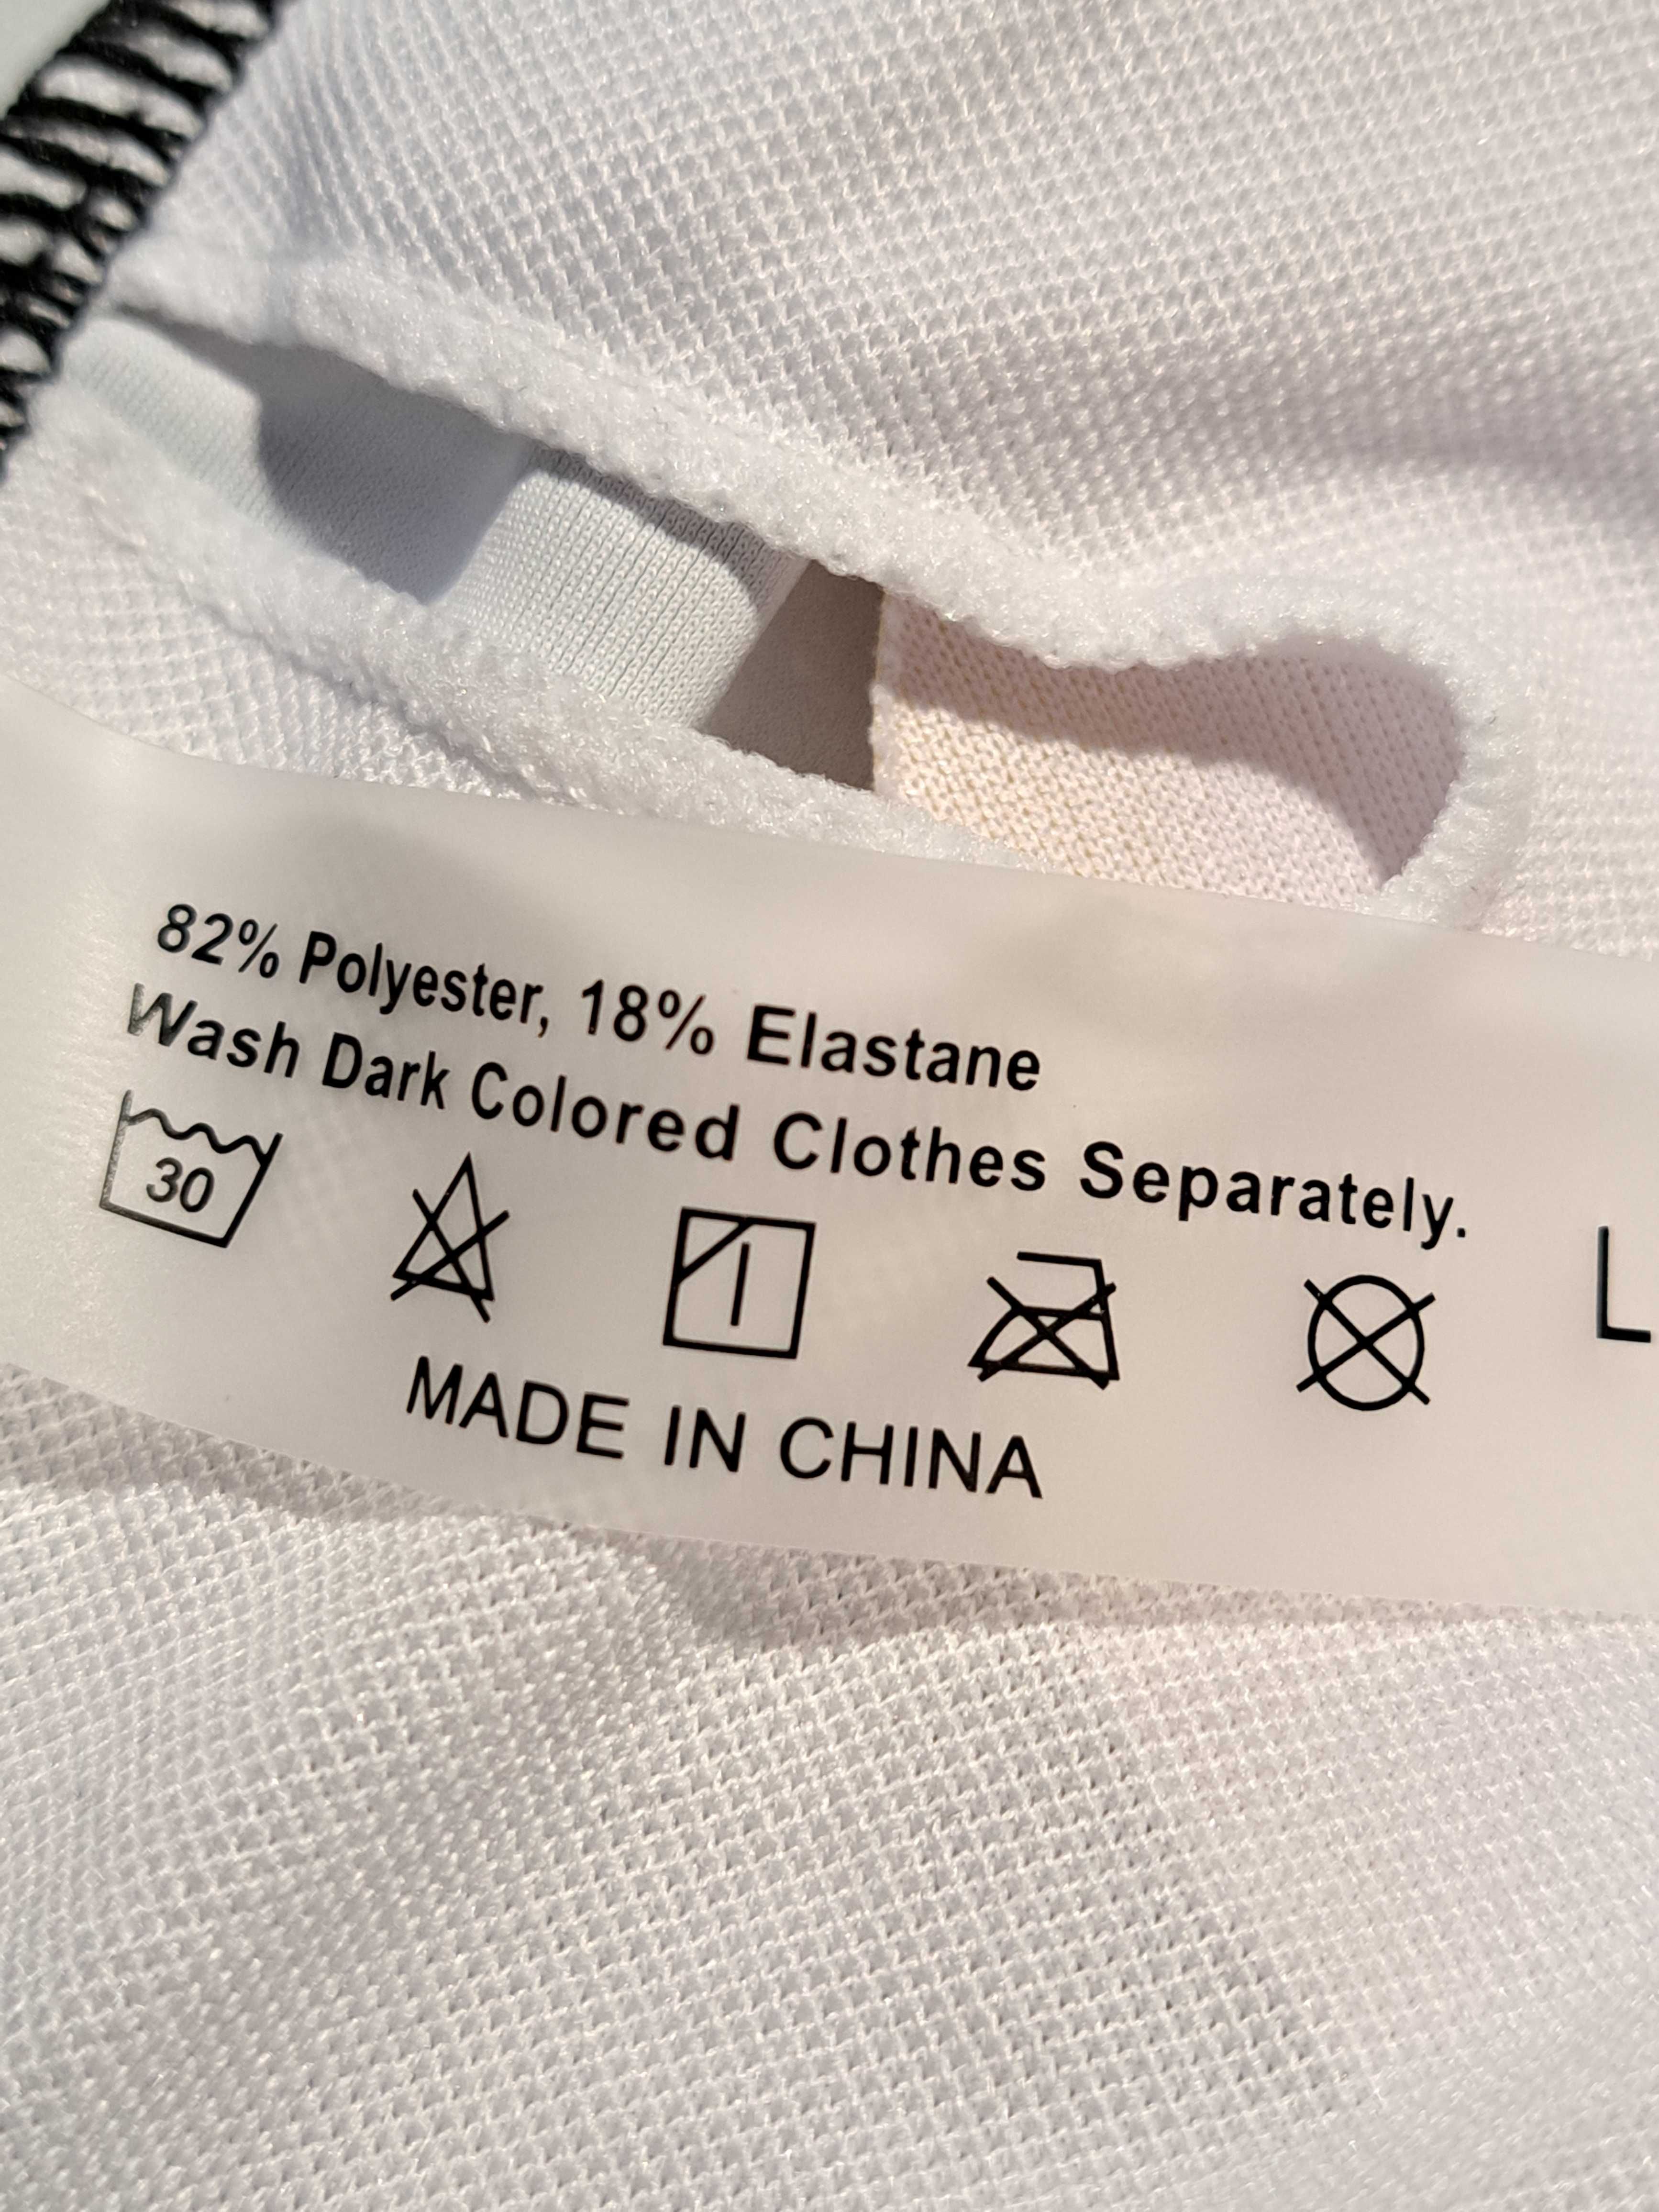 82% Polyester, 18% Elastane
Wash Dark Colored Clothes Separately.
30
L
MADE IN CHINA